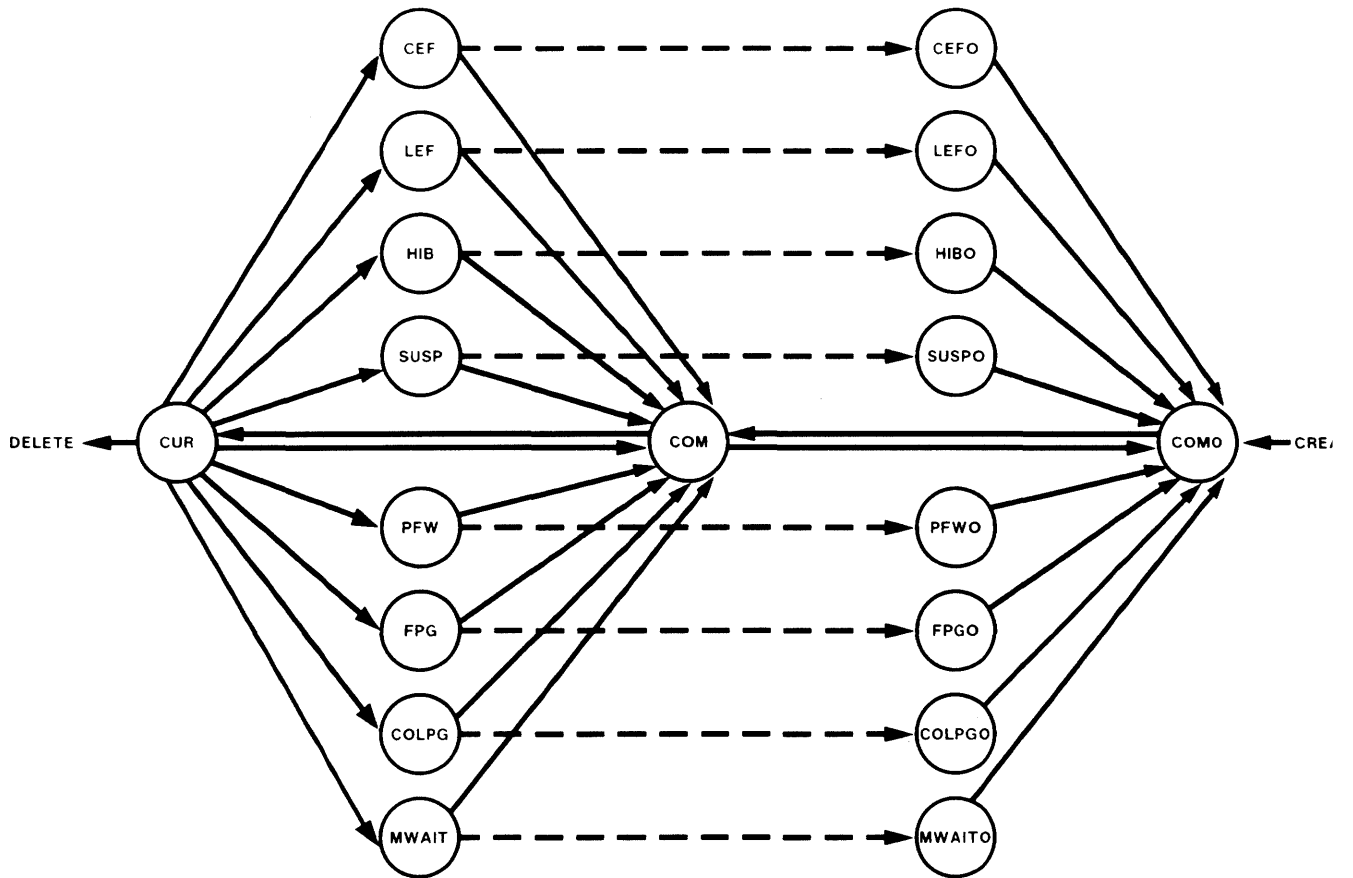 CEF CEFO
LEF LEFO
HIB HIBO
SUSP SUSPO
DELETE CUR COM COMO CREA
PFW PFWO
FPG FPGO
COLPG COLPGO
MWAIT MWAITO